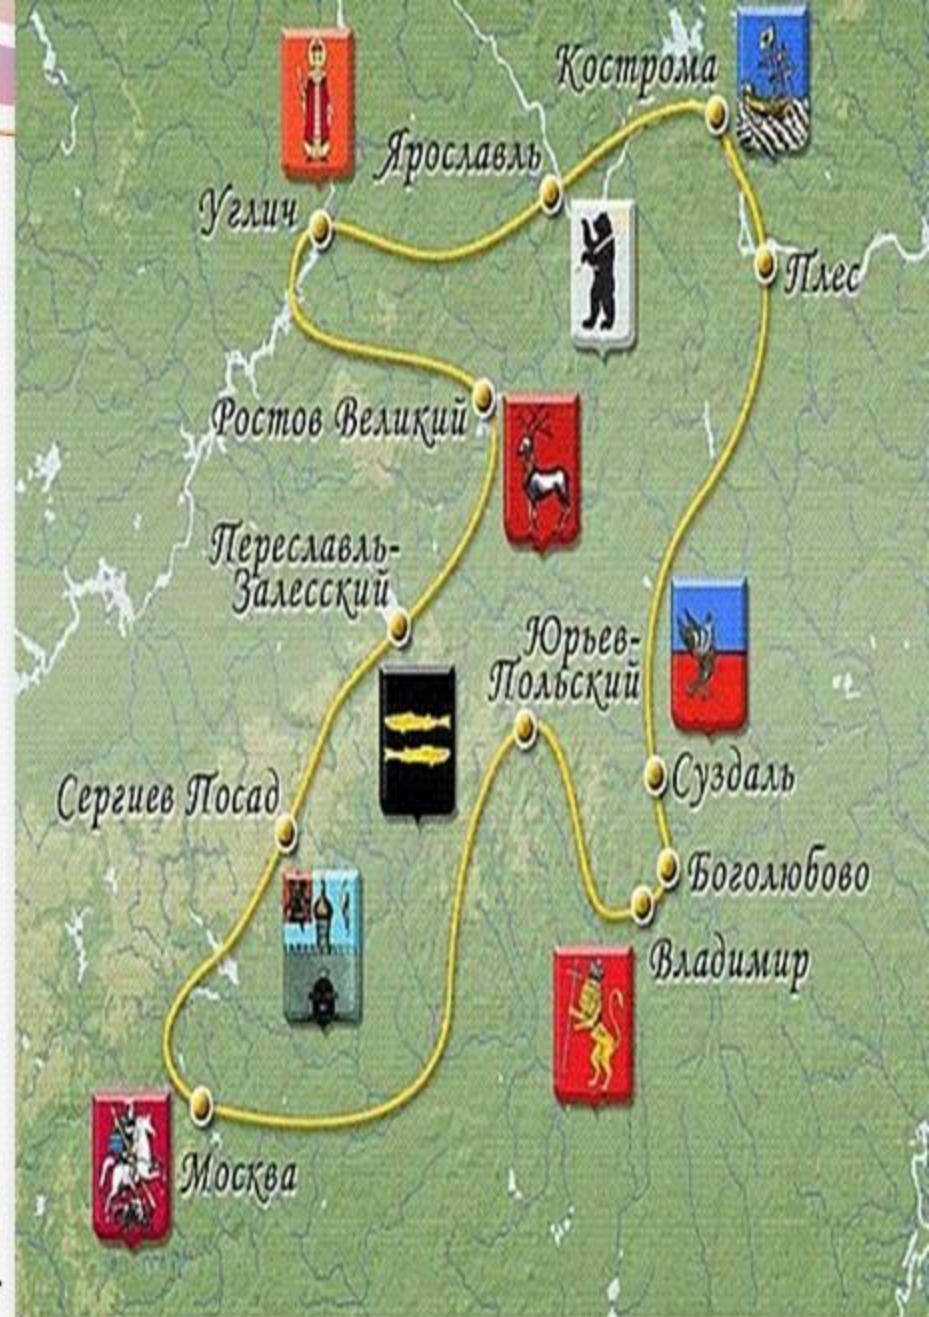 Кострома
Ярославль
Углич
Плес
Ростов Великий
Переславль-
Залесский
Юрьев-
Польский
Суздаль
Сергиев Посад
Боголюбово
Владимир
Москва